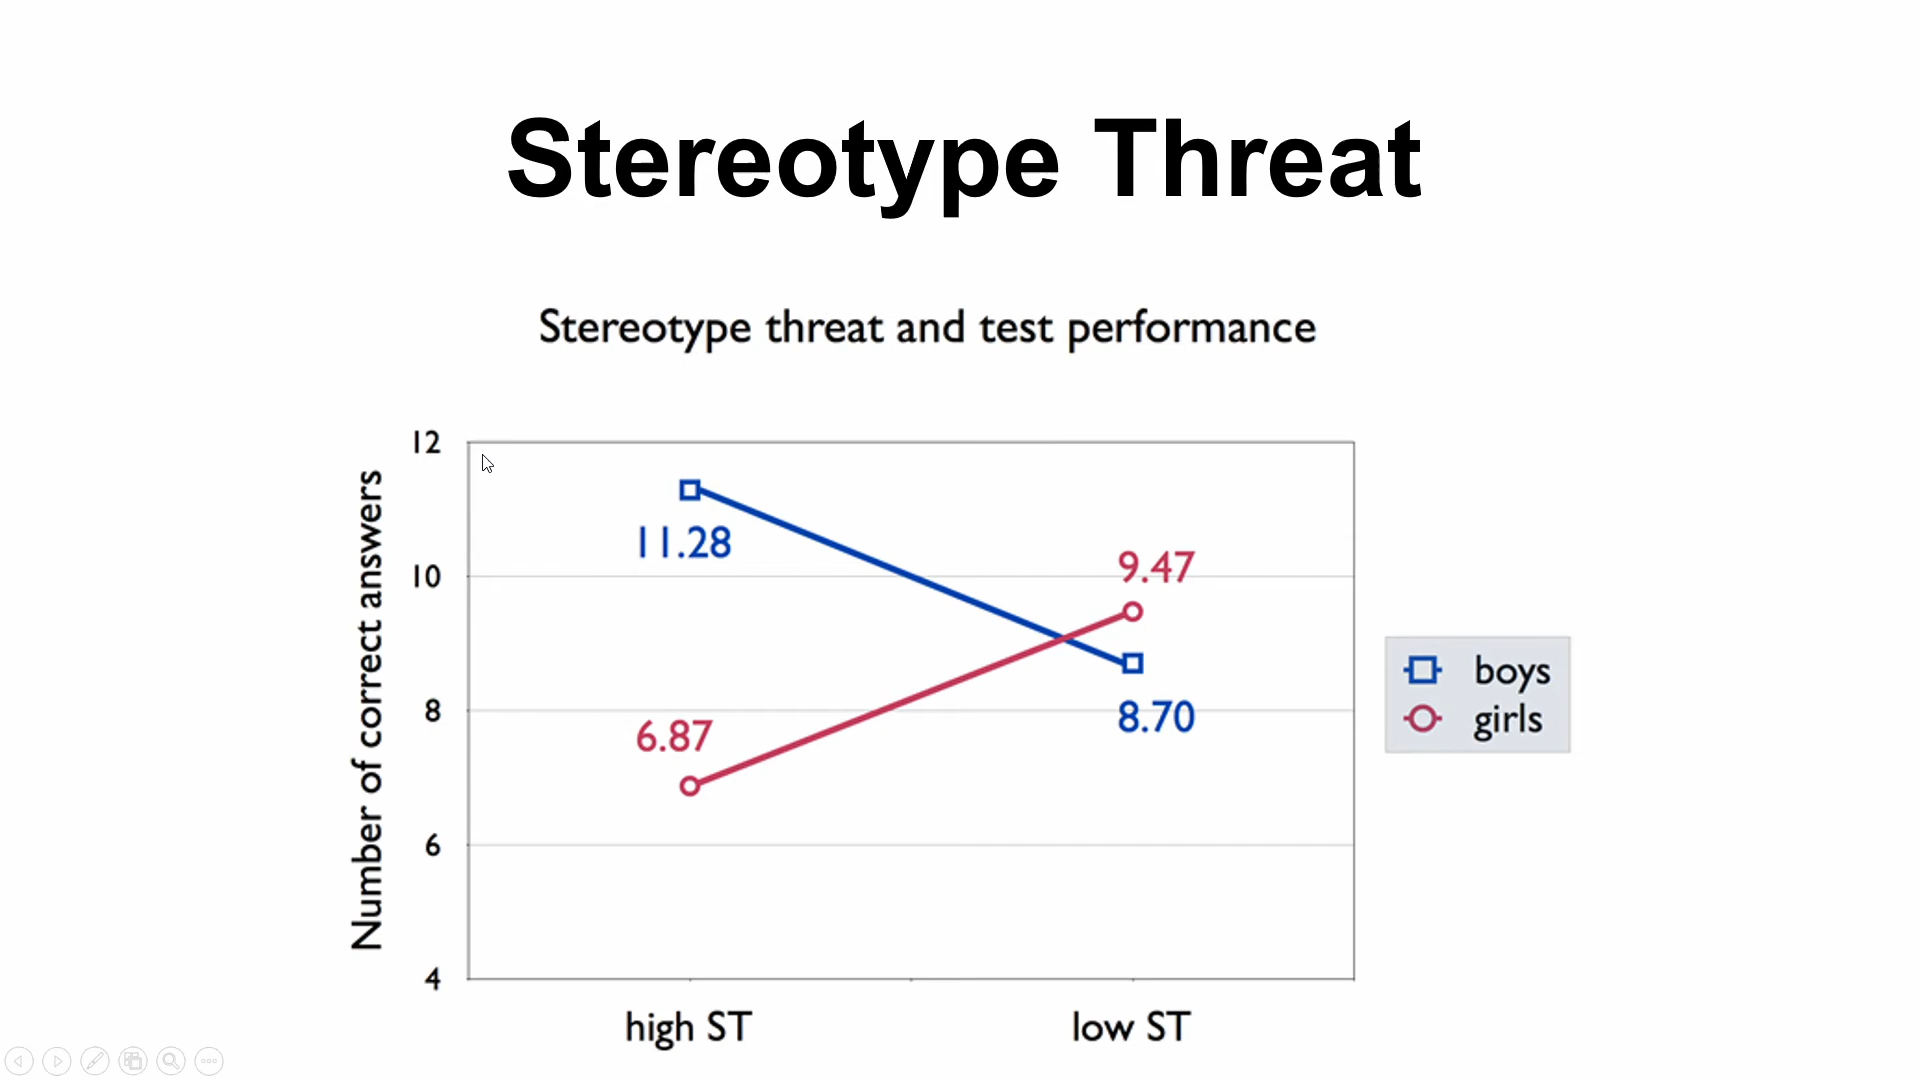 Stereotype Threat
Stereotype threat and test performance
Number of correct answers
12
10
8
6
4
11.28
9.47
6.87
8.70
high ST
low ST
boys
girls